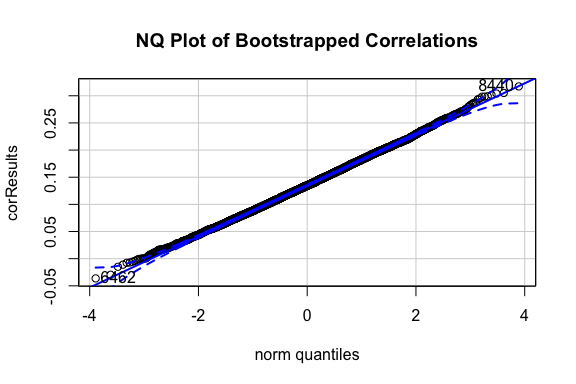 NQ Plot of Bootstrapped Correlations
8440
0.25
0.15
0.05
-0.05
corResults
6462
-4 -2 0 2 4
norm quantiles